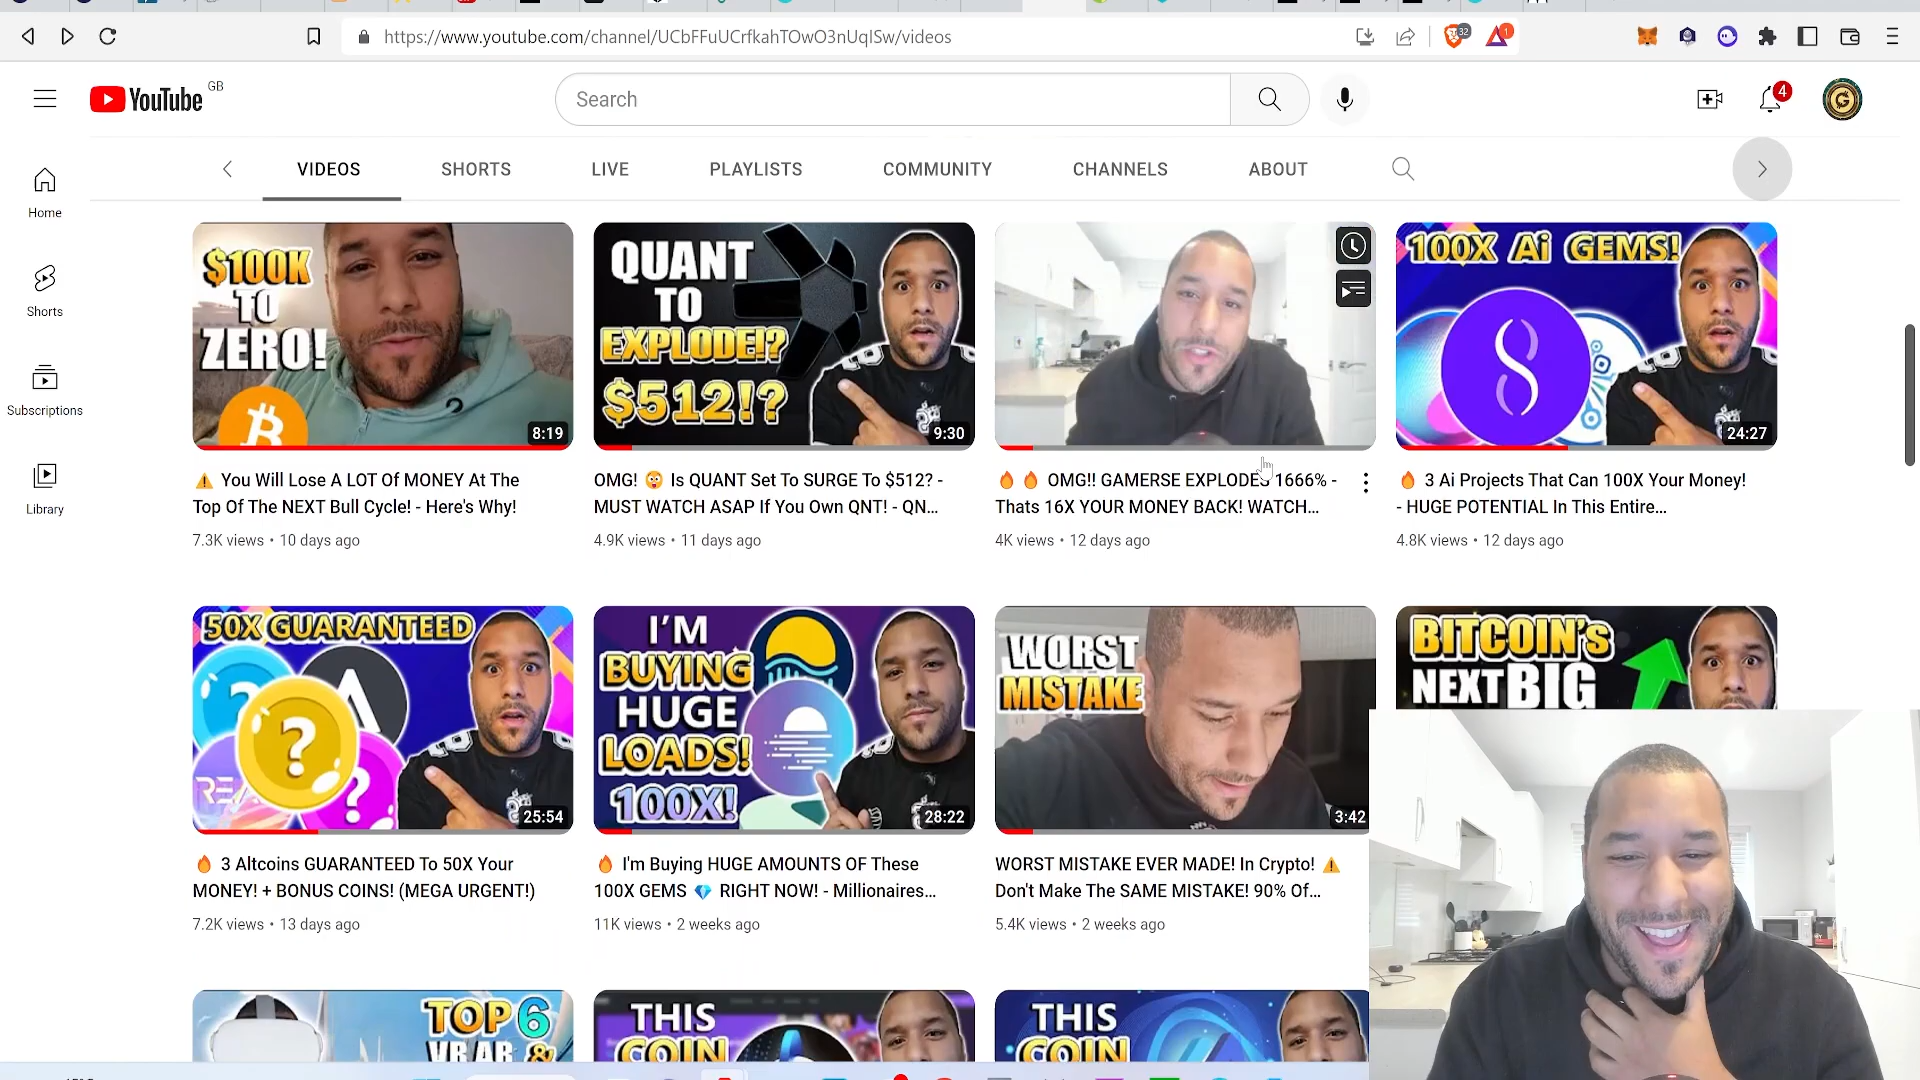 https://www.youtube.com/channel/UCbFFuUCrfkahTOwO3nUqlSw/videos
32
1
YouTube
GB
Search
4
VIDEOS
SHORTS
LIVE
PLAYLISTS
COMMUNITY
CHANNELS
ABOUT
Home
Shorts
Subscriptions
Library
$100K
TO
ZERO!
8:19
⚠️ You Will Lose A LOT Of MONEY At The
Top Of The NEXT Bull Cycle! - Here's Why!
7.3K views • 10 days ago
QUANT
TO
EXPLODE!?
$512!?
9:30
OMG! 😲 Is QUANT Set To SURGE To $512? -
MUST WATCH ASAP If You Own QNT! - QN...
4.9K views • 11 days ago
🔥 🔥 OMG!! GAMERSE EXPLODES 1666% -
Thats 16X YOUR MONEY BACK! WATCH...
4K views • 12 days ago
100X Ai GEMS!
24:27
🔥 3 Ai Projects That Can 100X Your Money!
- HUGE POTENTIAL In This Entire...
4.8K views • 12 days ago
50X GUARANTEED
?
?
?
25:54
🔥 3 Altcoins GUARANTEED To 50X Your
MONEY! + BONUS COINS! (MEGA URGENT!)
7.2K views • 13 days ago
I'M
BUYING
HUGE
LOADS!
100X!
28:22
🔥 I'm Buying HUGE AMOUNTS OF These
100X GEMS 💎 RIGHT NOW! - Millionaires...
11K views • 2 weeks ago
WORST
MISTAKE
3:42
WORST MISTAKE EVER MADE! In Crypto! ⚠️
Don't Make The SAME MISTAKE! 90% Of...
5.4K views • 2 weeks ago
BITCOIN's
NEXT BIG
TOP 6
VR AR
&
THIS
COIN
THIS
COIN